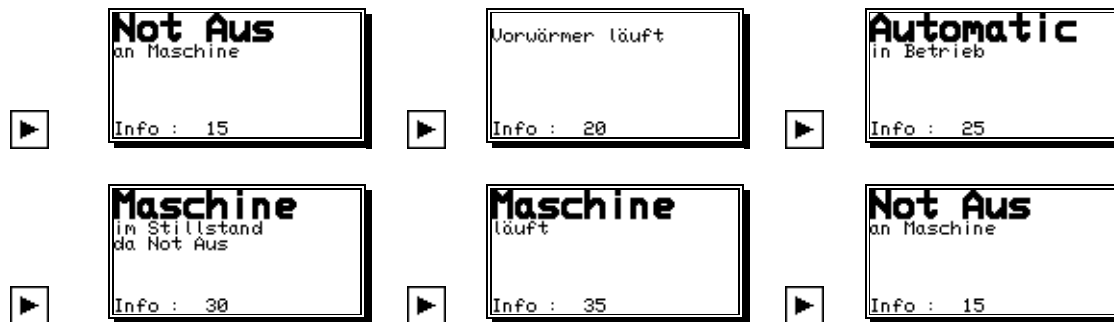 Not Aus
an Maschine
Info : 15
Vorwärmer läuft
Info : 20
Automatic
in Betrieb
Info : 25
Maschine
im Stillstand
da Not Aus
Info : 30
Maschine
läuft
Info : 35
Not Aus
an Maschine
Info : 15